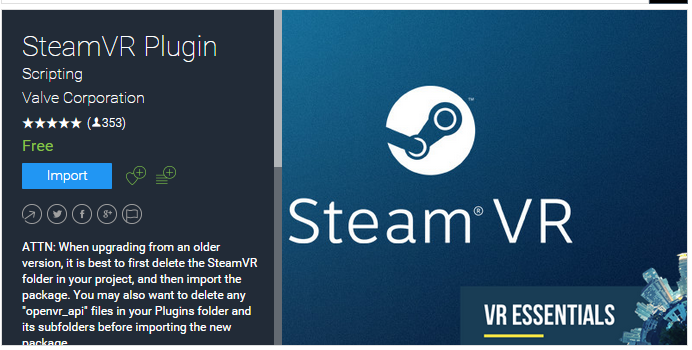 SteamVR Plugin
Scripting
Valve Corporation
★★★★★ (353)
Free
Import
ATTN: When upgrading from an older
version, it is best to first delete the SteamVR
folder in your project, and then import the
package. You may also want to delete any
"openvr_api" files in your Plugins folder and
its subfolders before importing the new
package.
Steam® VR
™
VR ESSENTIALS